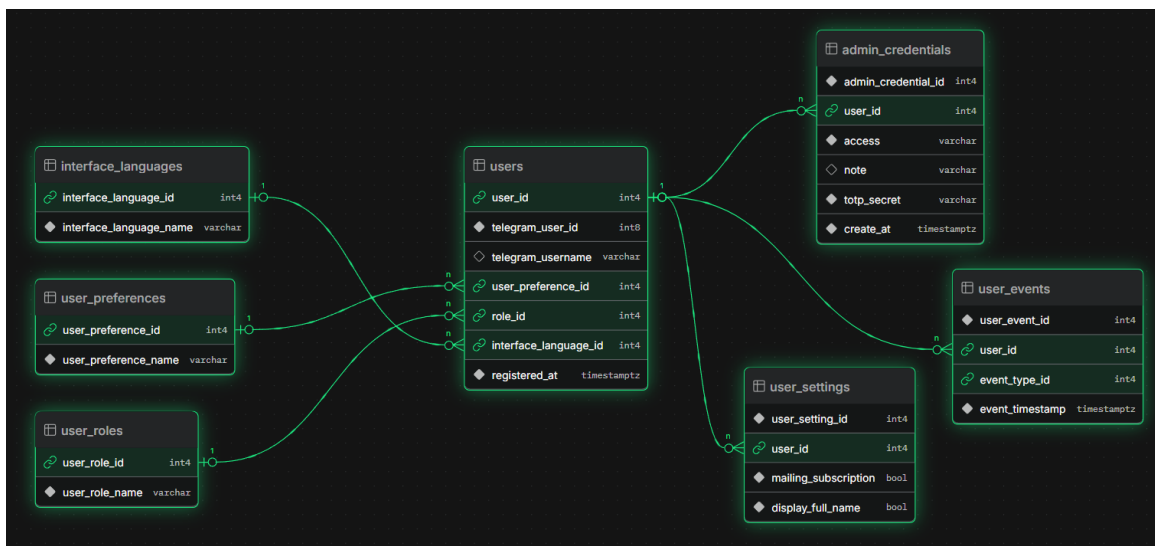 interface_languages
interface_language_id int4
interface_language_name varchar
user_preferences
user_preference_id int4
user_preference_name varchar
user_roles
user_role_id int4
user_role_name varchar
1
1
1
users
user_id int4
telegram_user_id int8
telegram_username varchar
user_preference_id int4
role_id int4
interface_language_id int4
registered_at timestamptz
n
n
n
1
admin_credentials
admin_credential_id int4
user_id int4
access varchar
note varchar
totp_secret varchar
create_at timestamptz
n
user_events
user_event_id int4
user_id int4
event_type_id int4
event_timestamp timestamptz
n
user_settings
user_setting_id int4
user_id int4
mailing_subscription bool
display_full_name bool
n